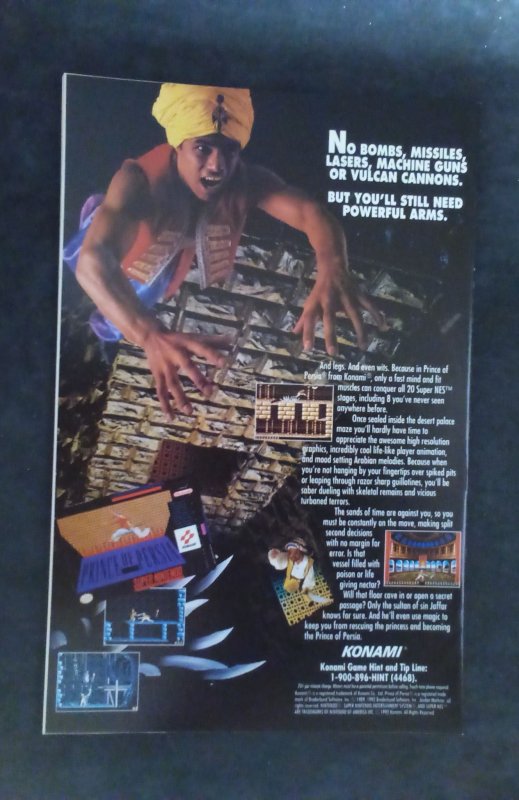 NO BOMBS, MISSILES,
LASERS, MACHINE GUNS
OR VULCAN CANNONS.
BUT YOU'LL STILL NEED
POWERFUL ARMS.
And legs. And even wits. Because in Prince of
Persia® from Konami®, only a fast mind and fit
muscles can conquer all 20 Super NES™
stages, including 8 you've never seen
anywhere before.
Once sealed inside the desert palace
maze you'll hardly have time to
appreciate the awesome high resolution
graphics, incredibly cool life-like player animation,
and mood setting Arabian melodies. Because when
you're not hanging by your fingertips over spiked pits
or leaping through razor sharp guillotines, you'll be
saber dueling with skeletal remains and vicious
turbaned terrors.
The sands of time are against you, so you
must be constantly on the move, making split
second decisions
with no margin for
error. Is that
vessel filled with
poison or life
giving nectar?
Will that floor cave in or open a secret
passage? Only the sultan of sin Jaffar
knows for sure. And he'll even use magic to
keep you from rescuing the princess and becoming
the Prince of Persia.
PRINCE OF PERSIA
KONAMI
SUPER NINTENDO
KONAMI®
Konami Game Hint and Tip Line:
1-900-896-HINT (4468).